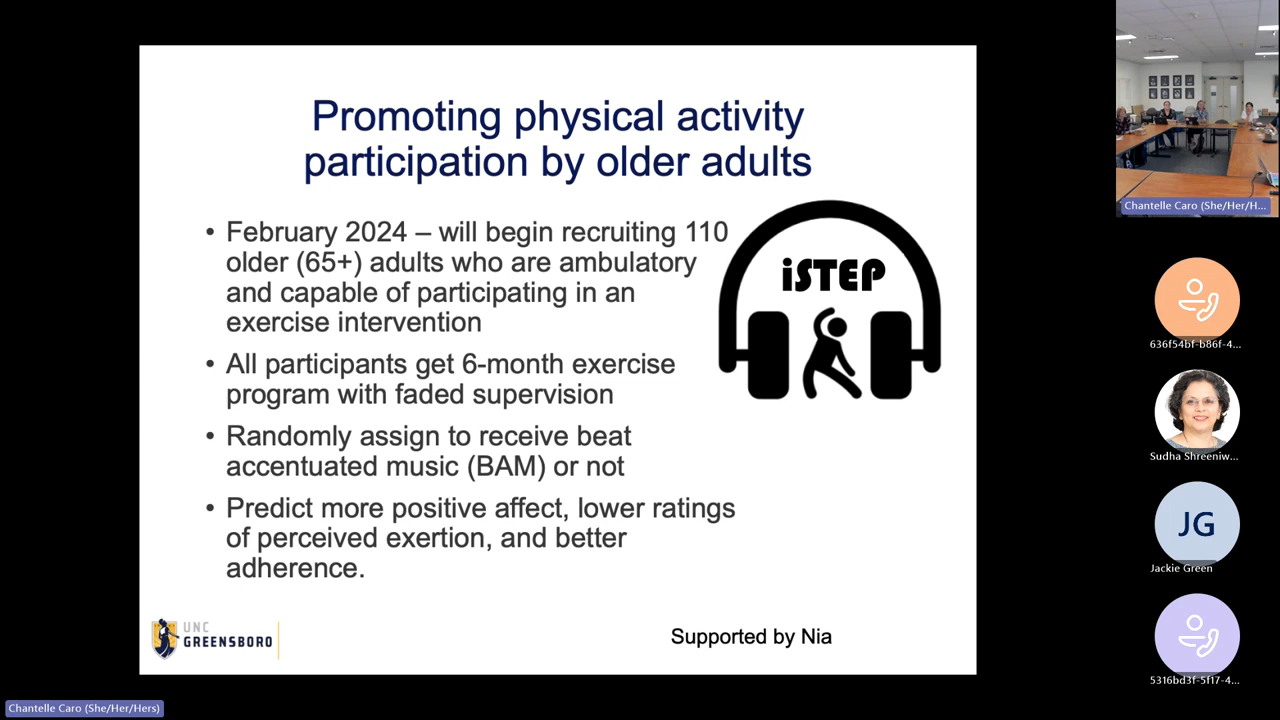 Promoting physical activity
participation by older adults
• February 2024 – will begin recruiting 110
older (65+) adults who are ambulatory
and capable of participating in an
exercise intervention
• All participants get 6-month exercise
program with faded supervision
• Randomly assign to receive beat
accentuated music (BAM) or not
• Predict more positive affect, lower ratings
of perceived exertion, and better
adherence.
iSTEP
UNC
GREENSBORO
Supported by Nia
Chantelle Caro (She/Her/H...
636f54bf-b86f-4...
Sudha Shreeniw...
JG
Jackie Green
5316bd3f-5f17-4...
Chantelle Caro (She/Her/Hers)